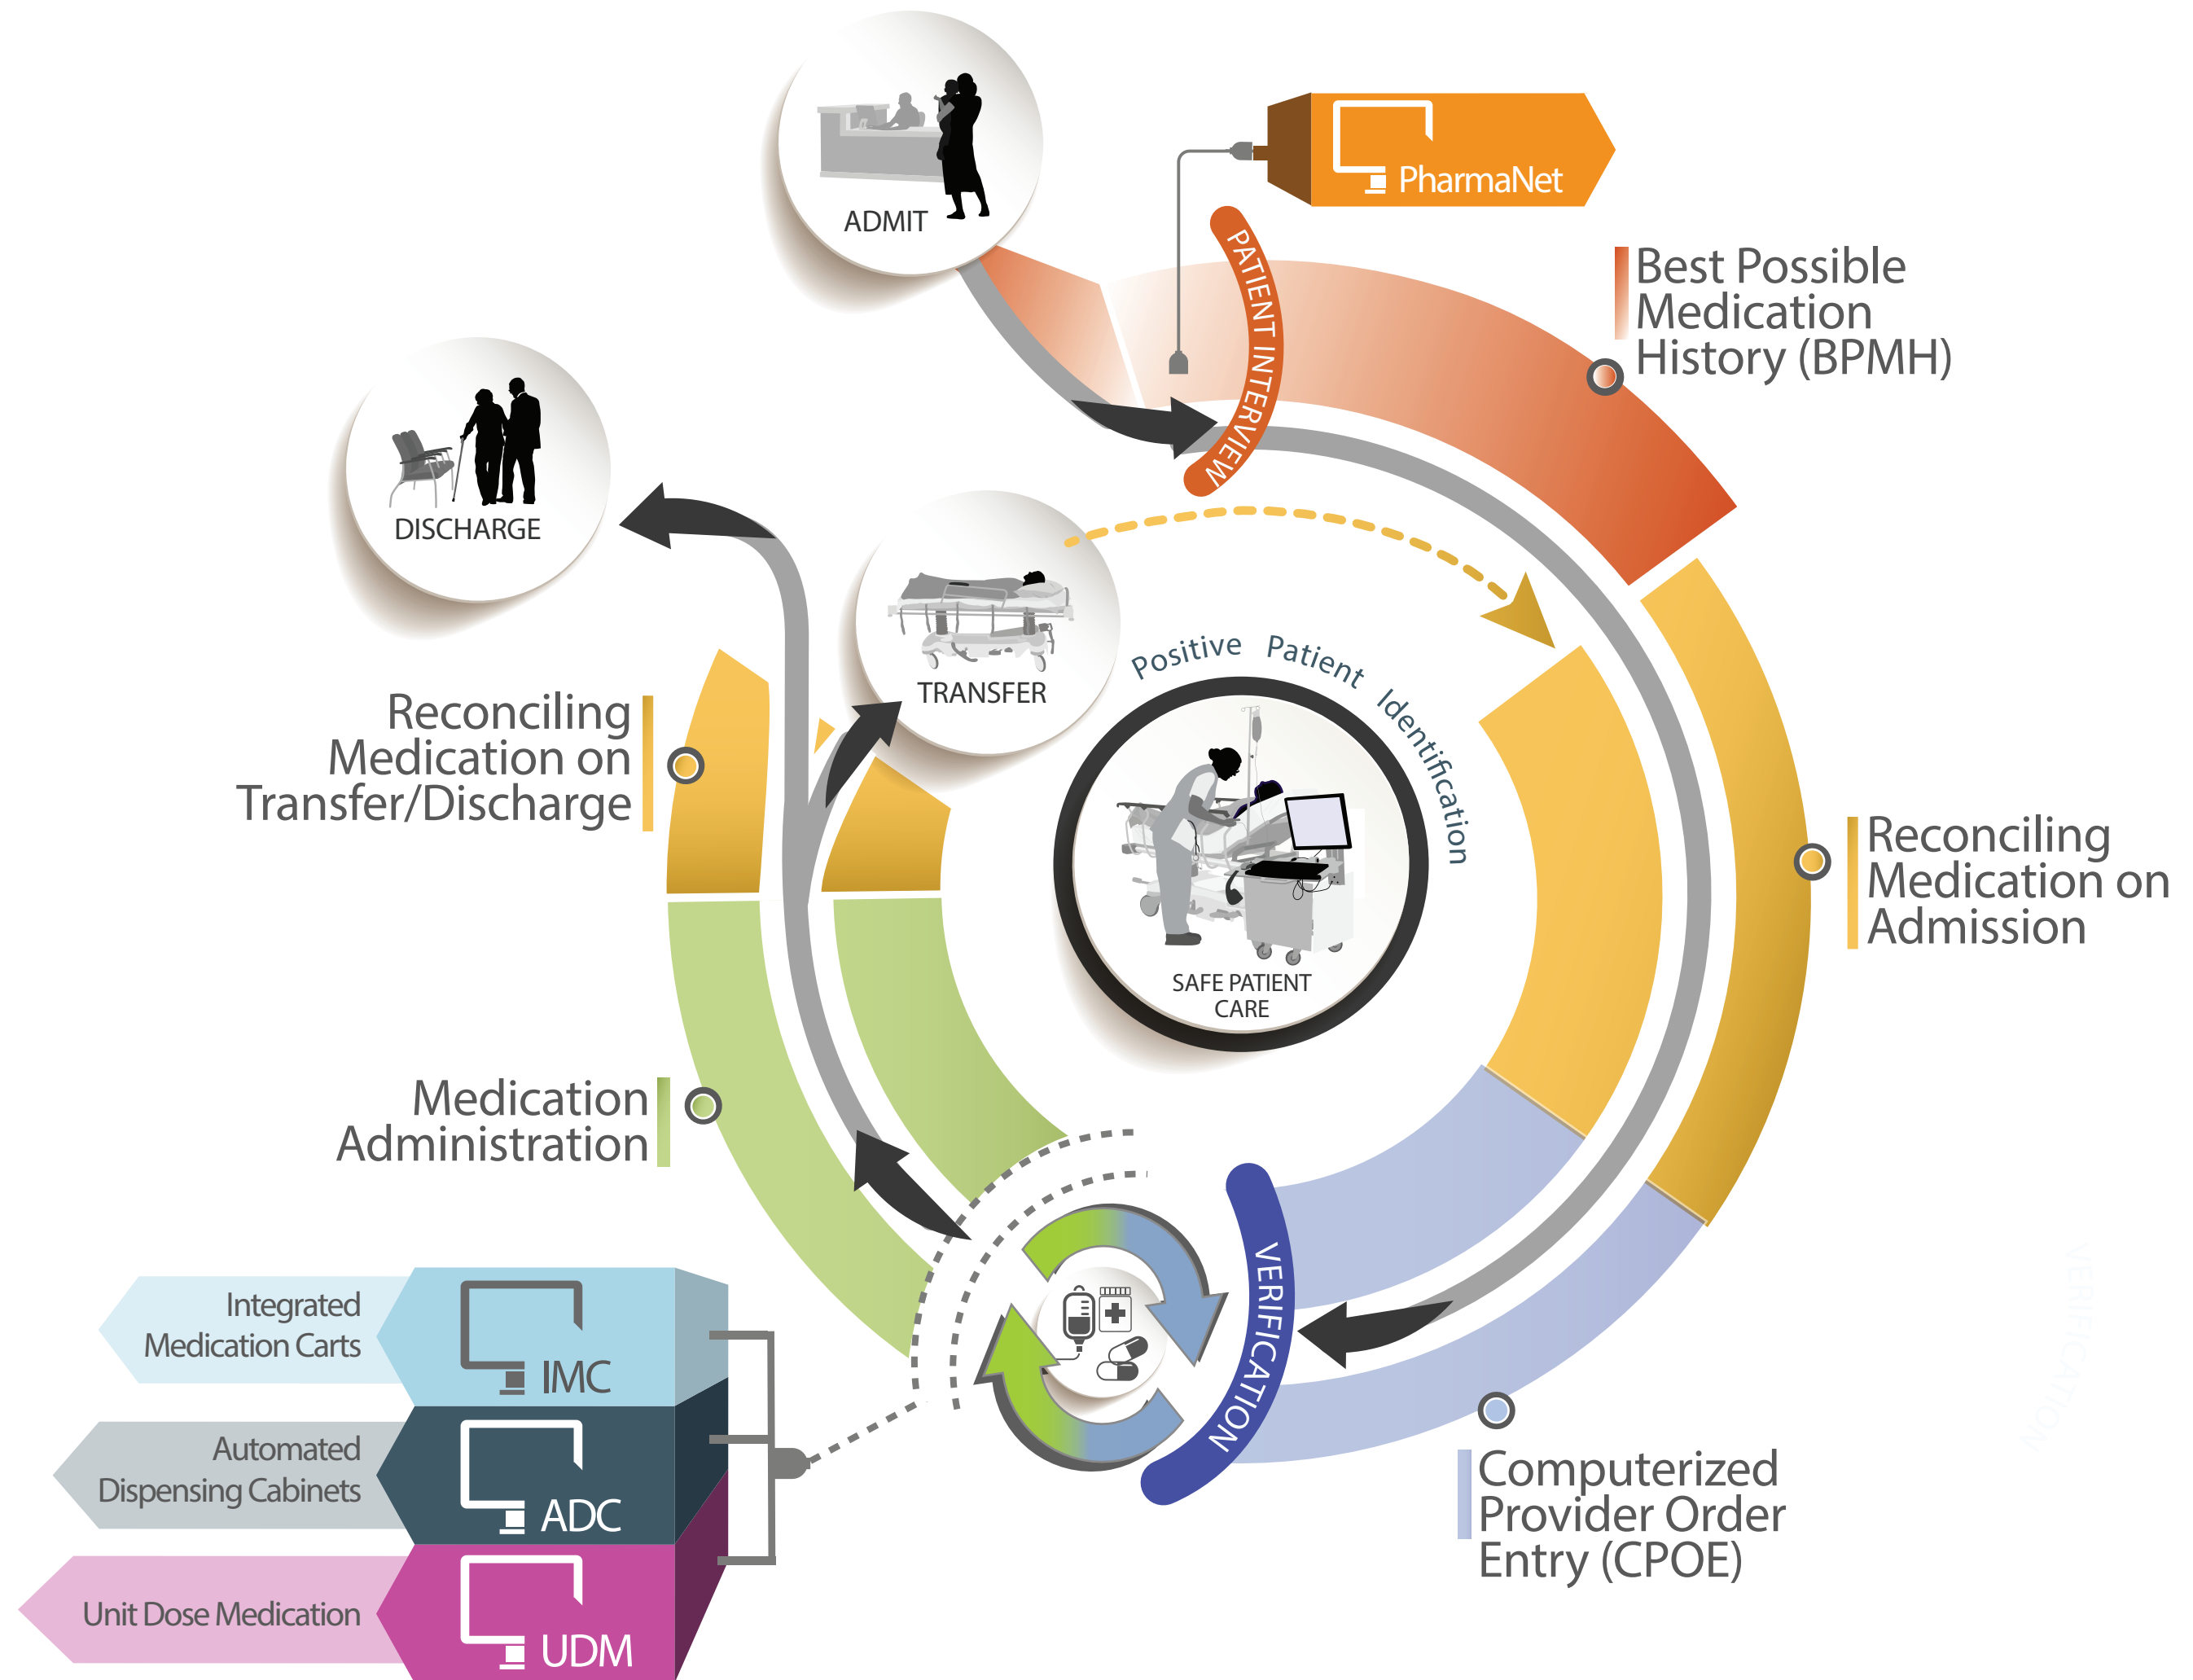 ADMIT
PharmaNet
PATIENT INTERVIEW
Best Possible
Medication
History (BPMH)
DISCHARGE
TRANSFER
Positive Patient Identification
Reconciling
Medication on
Transfer/Discharge
SAFE PATIENT
CARE
Reconciling
Medication on
Admission
Medication
Administration
VERIFICATION
VERIFICATION
Integrated
Medication Carts
IMC
Automated
Dispensing Cabinets
ADC
Unit Dose Medication
UDM
Computerized
Provider Order
Entry (CPOE)